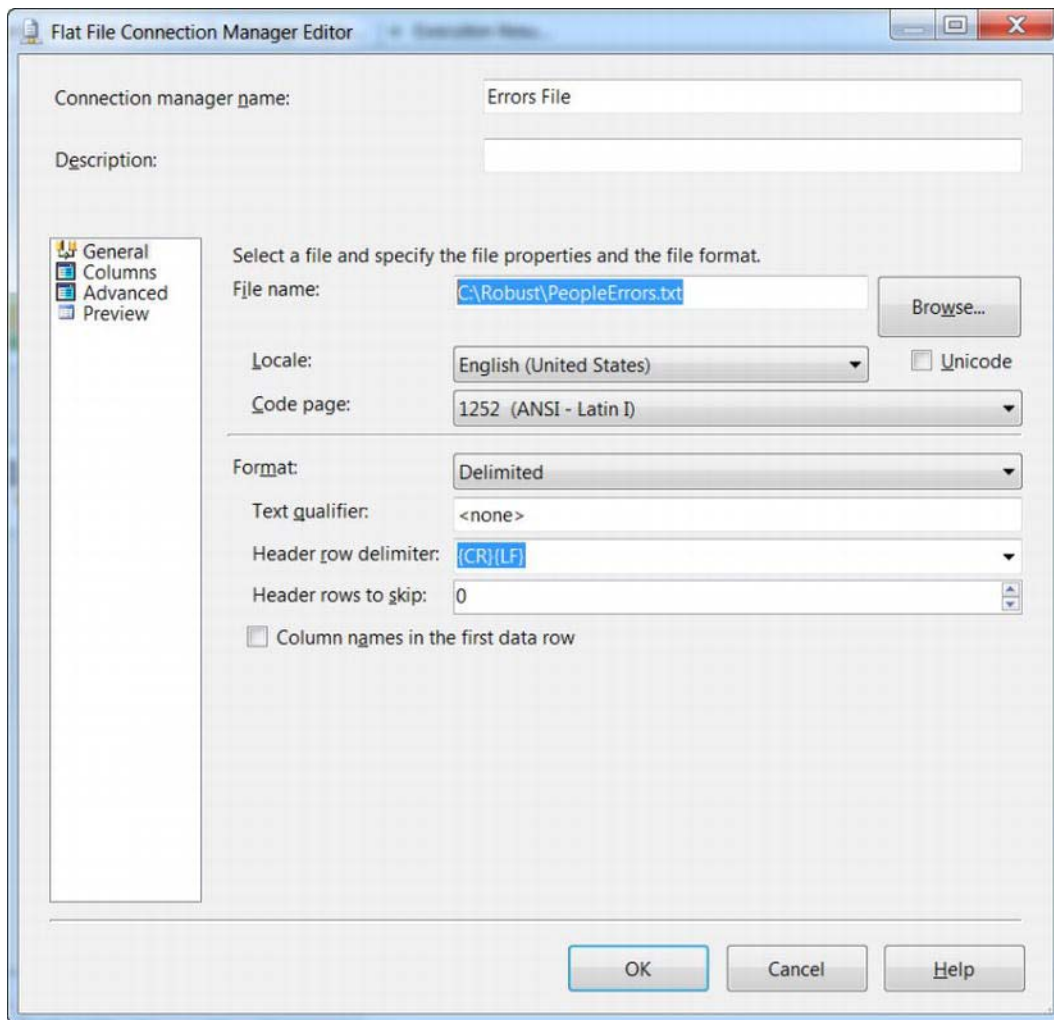 Flat File Connection Manager Editor
Connection manager name: Errors File
Description:
General
Columns
Advanced
Preview
Select a file and specify the file properties and the file format.
File name: C:\Robust\PeopleErrors.txt Browse...
Locale: English (United States) Unicode
Code page: 1252 (ANSI - Latin I)
Format: Delimited
Text qualifier: <none>
Header row delimiter: {CR}{LF}
Header rows to skip: 0
Column names in the first data row
OK Cancel Help